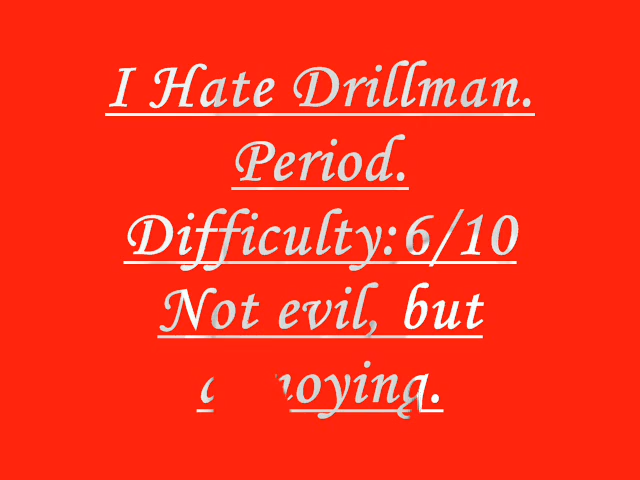 I Hate Drillman.
Period.
Difficulty:6/10
Not evil, but